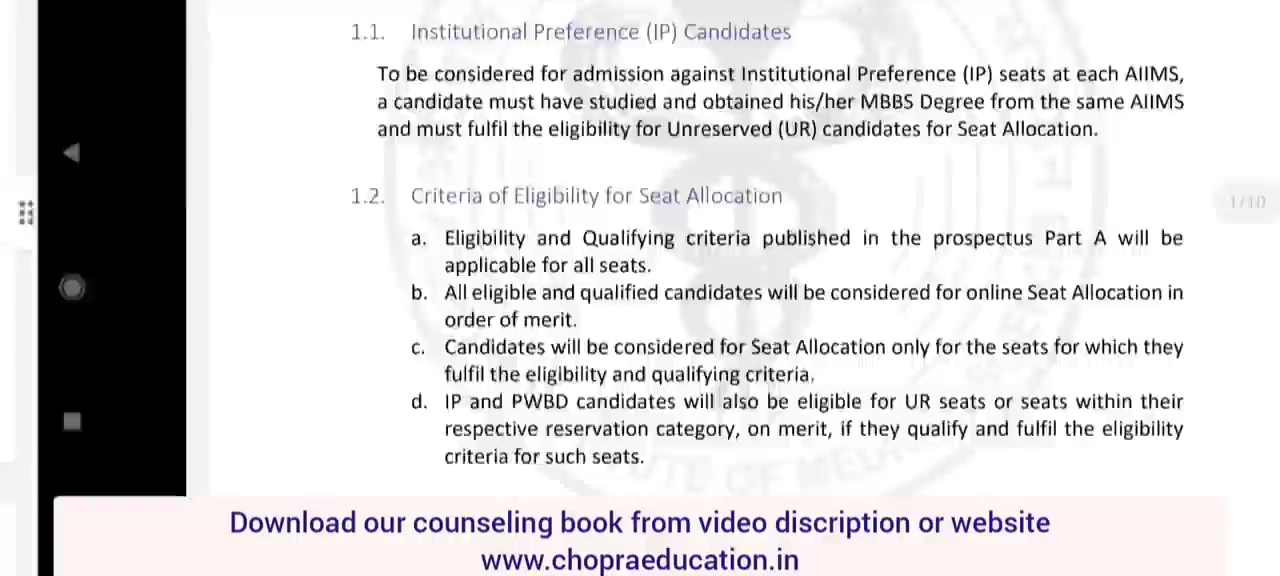 1.1. Institutional Preference (IP) Candidates
To be considered for admission against Institutional Preference (IP) seats at each AIIMS,
a candidate must have studied and obtained his/her MBBS Degree from the same AIIMS
and must fulfil the eligibility for Unreserved (UR) candidates for Seat Allocation.
1.2. Criteria of Eligibility for Seat Allocation
a. Eligibility and Qualifying criteria published in the prospectus Part A will be
applicable for all seats.
1/10
b. All eligible and qualified candidates will be considered for online Seat Allocation in
order of merit.
c. Candidates will be considered for Seat Allocation only for the seats for which they
fulfil the eligibility and qualifying criteria.
d. IP and PWBD candidates will also be eligible for UR seats or seats within their
respective reservation category, on merit, if they qualify and fulfil the eligibility
criteria for such seats.
Download our counseling book from video discription or website
www.chopraeducation.in